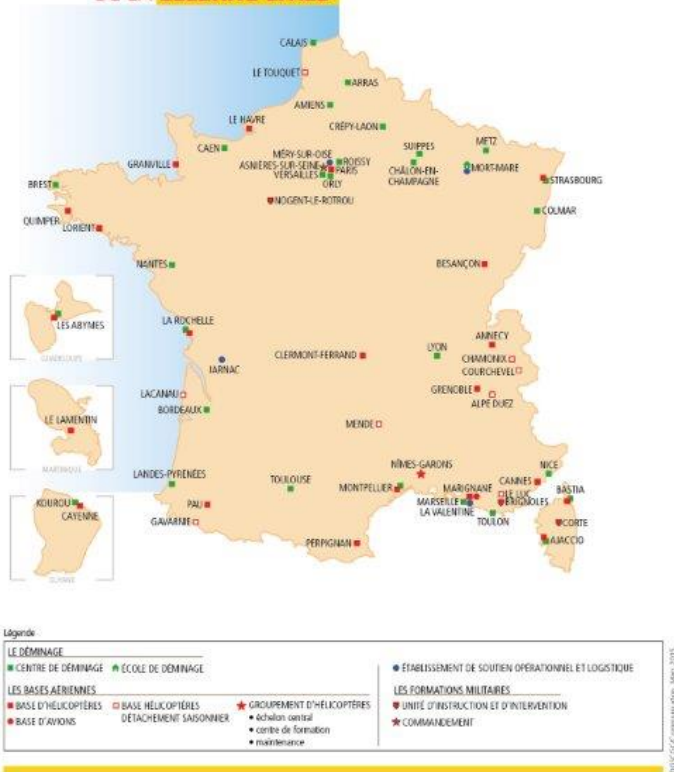 CALAIS
LE TOUQUET
ARRAS
AMIENS
LE HAVRE
CRÉPY-LAON
CAEN
SUIPPES
METZ
MÉRY-SUR-OISE
GRANVILLE
ASNIÈRES-SUR-SEINE
ROISSY
PARIS
VERSAILLES
ORLY
CHÂLON-EN-
CHAMPAGNE
MORT-MARE
STRASBOURG
BREST
NOGENT-LE-ROTROU
COLMAR
QUIMPER
LORIENT
NANTES
BESANÇON
LA ROCHELLE
LES ABYMES
GUADELOUPE
ANNECY
JARNAC
CLERMONT-FERRAND
LYON
CHAMONIX
COURCHEVEL
LACANAU
GRENOBLE
ALPE DUEZ
BORDEAUX
LE LAMENTIN
MENDE
MARTINIQUE
NÎMES-GARONS
NICE
LANDES-PYRÉNÉES
TOULOUSE
MONTPELLIER
MARIGNANE
CANNES
LE LUC
BASTIA
KOUROU
CAYENNE
PAU
MARSEILLE
BRIGNOLES
LA VALENTINE
GAVARNIE
TOULON
CORTE
PERPIGNAN
AJACCIO
GUYANE
Légende
LE DÉMINAGE
CENTRE DE DÉMINAGE
ÉCOLE DE DÉMINAGE
ÉTABLISSEMENT DE SOUTIEN OPÉRATIONNEL ET LOGISTIQUE
LES BASES AÉRIENNES
LES FORMATIONS MILITAIRES
BASE D'HÉLICOPTÈRES
BASE HÉLICOPTÈRES
DÉTACHEMENT SAISONNIER
GROUPEMENT D'HÉLICOPTÈRES
• échelon central
• centre de formation
• maintenance
UNITÉ D'INSTRUCTION ET D'INTERVENTION
BASE D'AVIONS
COMMANDEMENT